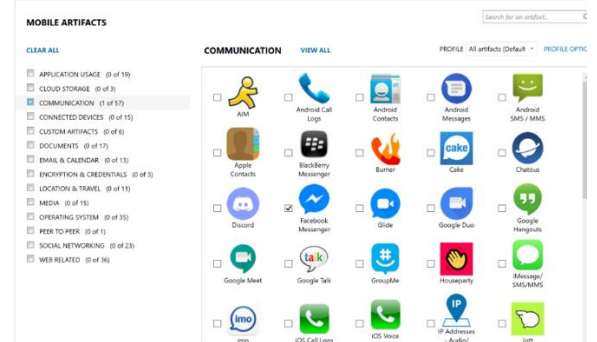 Search for an artifact...
MOBILE ARTIFACTS
CLEAR ALL
COMMUNICATION VIEW ALL
PROFILE All artifacts (Default
PROFILE OPTIO
APPLICATION USAGE (0 of 19)
CLOUD STORAGE (0 of 3)
COMMUNICATION (1 of 57)
CONNECTED DEVICES (0 of 15)
CUSTOM ARTIFACTS (0 of 6)
DOCUMENTS (0 of 17)
EMAIL & CALENDAR (0 of 13)
ENCRYPTION & CREDENTIALS (0 of 3)
LOCATION & TRAVEL (0 of 11)
MEDIA (0 of 15)
OPERATING SYSTEM (0 of 35)
PEER TO PEER (0 of 1)
SOCIAL NETWORKING (0 of 23)
WEB RELATED (0 of 36)
AIM
Android Call
Logs
Android
Contacts
Android
Messages
Android
SMS / MMS
Apple
Contacts
BlackBerry
Messenger
Burner
cake
Cake
Chatous
Discord
Facebook
Messenger
Glide
Google Duo
Google
Hangouts
Google Meet
talk
Google Talk
GroupMe
Houseparty
iMessage/
SMS/MMS
imo
imo
iOS Call Logs
iOS Voice
IP
IP Addresses
- Audio/
Jott